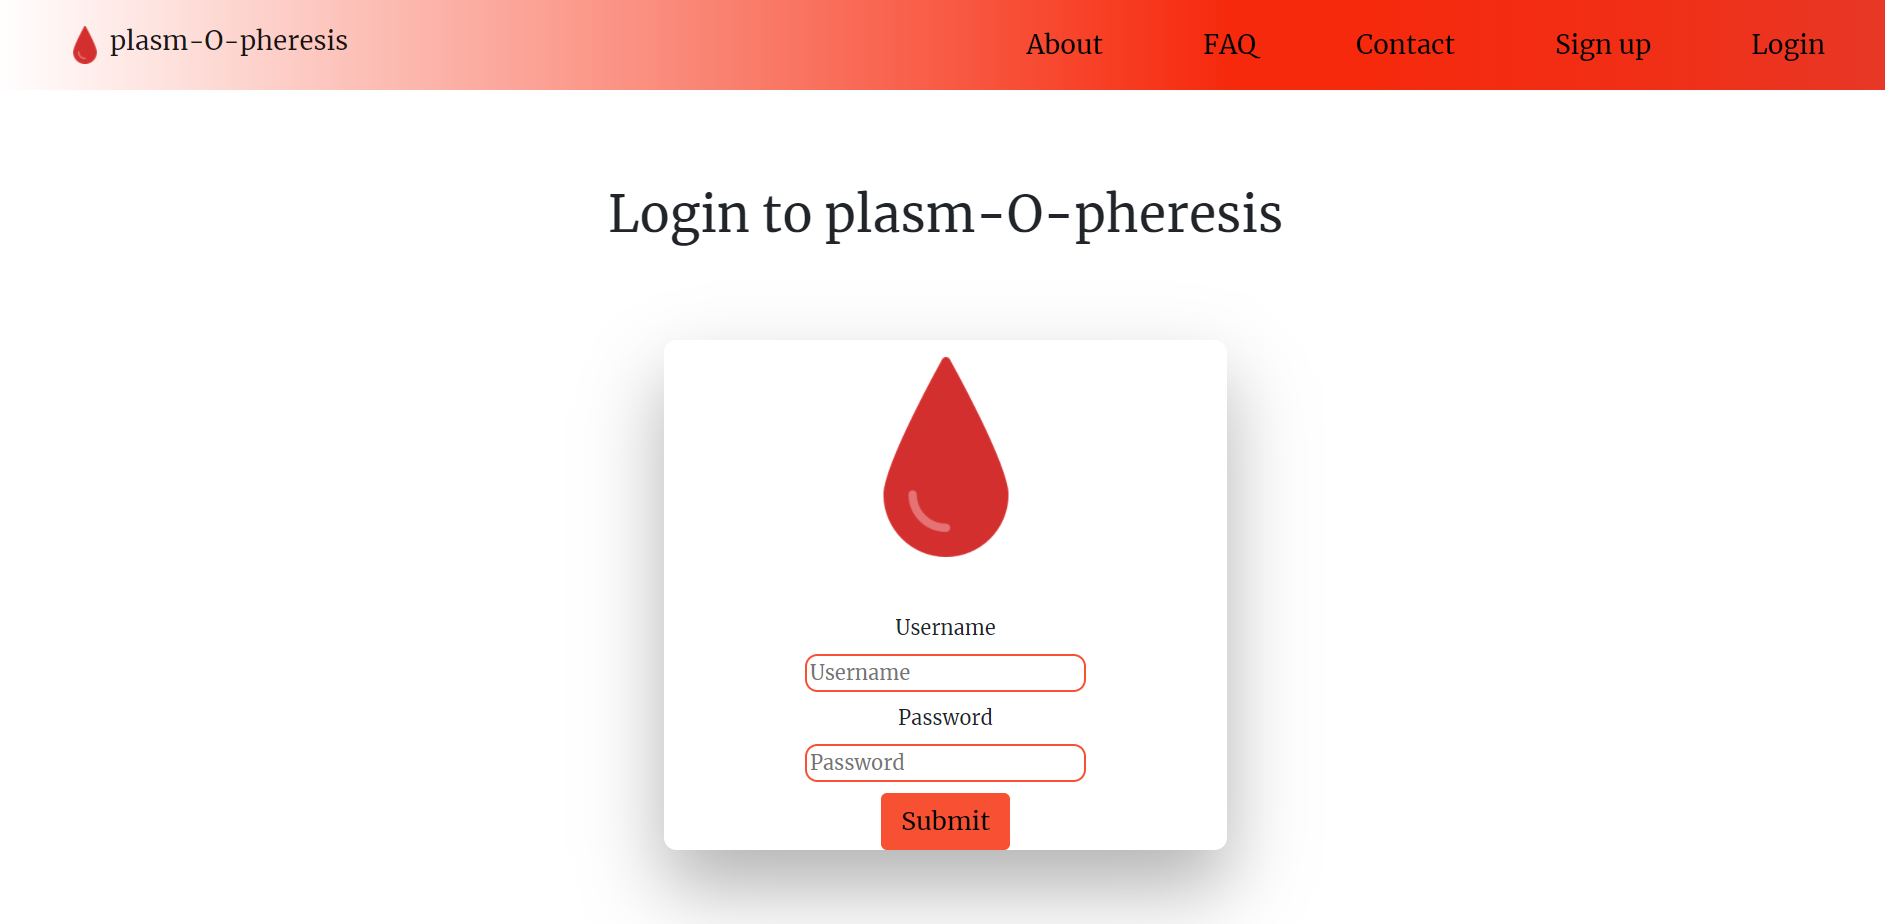 plasm-O-pheresis
About FAQ Contact Sign up Login
Login to plasm-O-pheresis
Username
Username
Password
Password
Submit